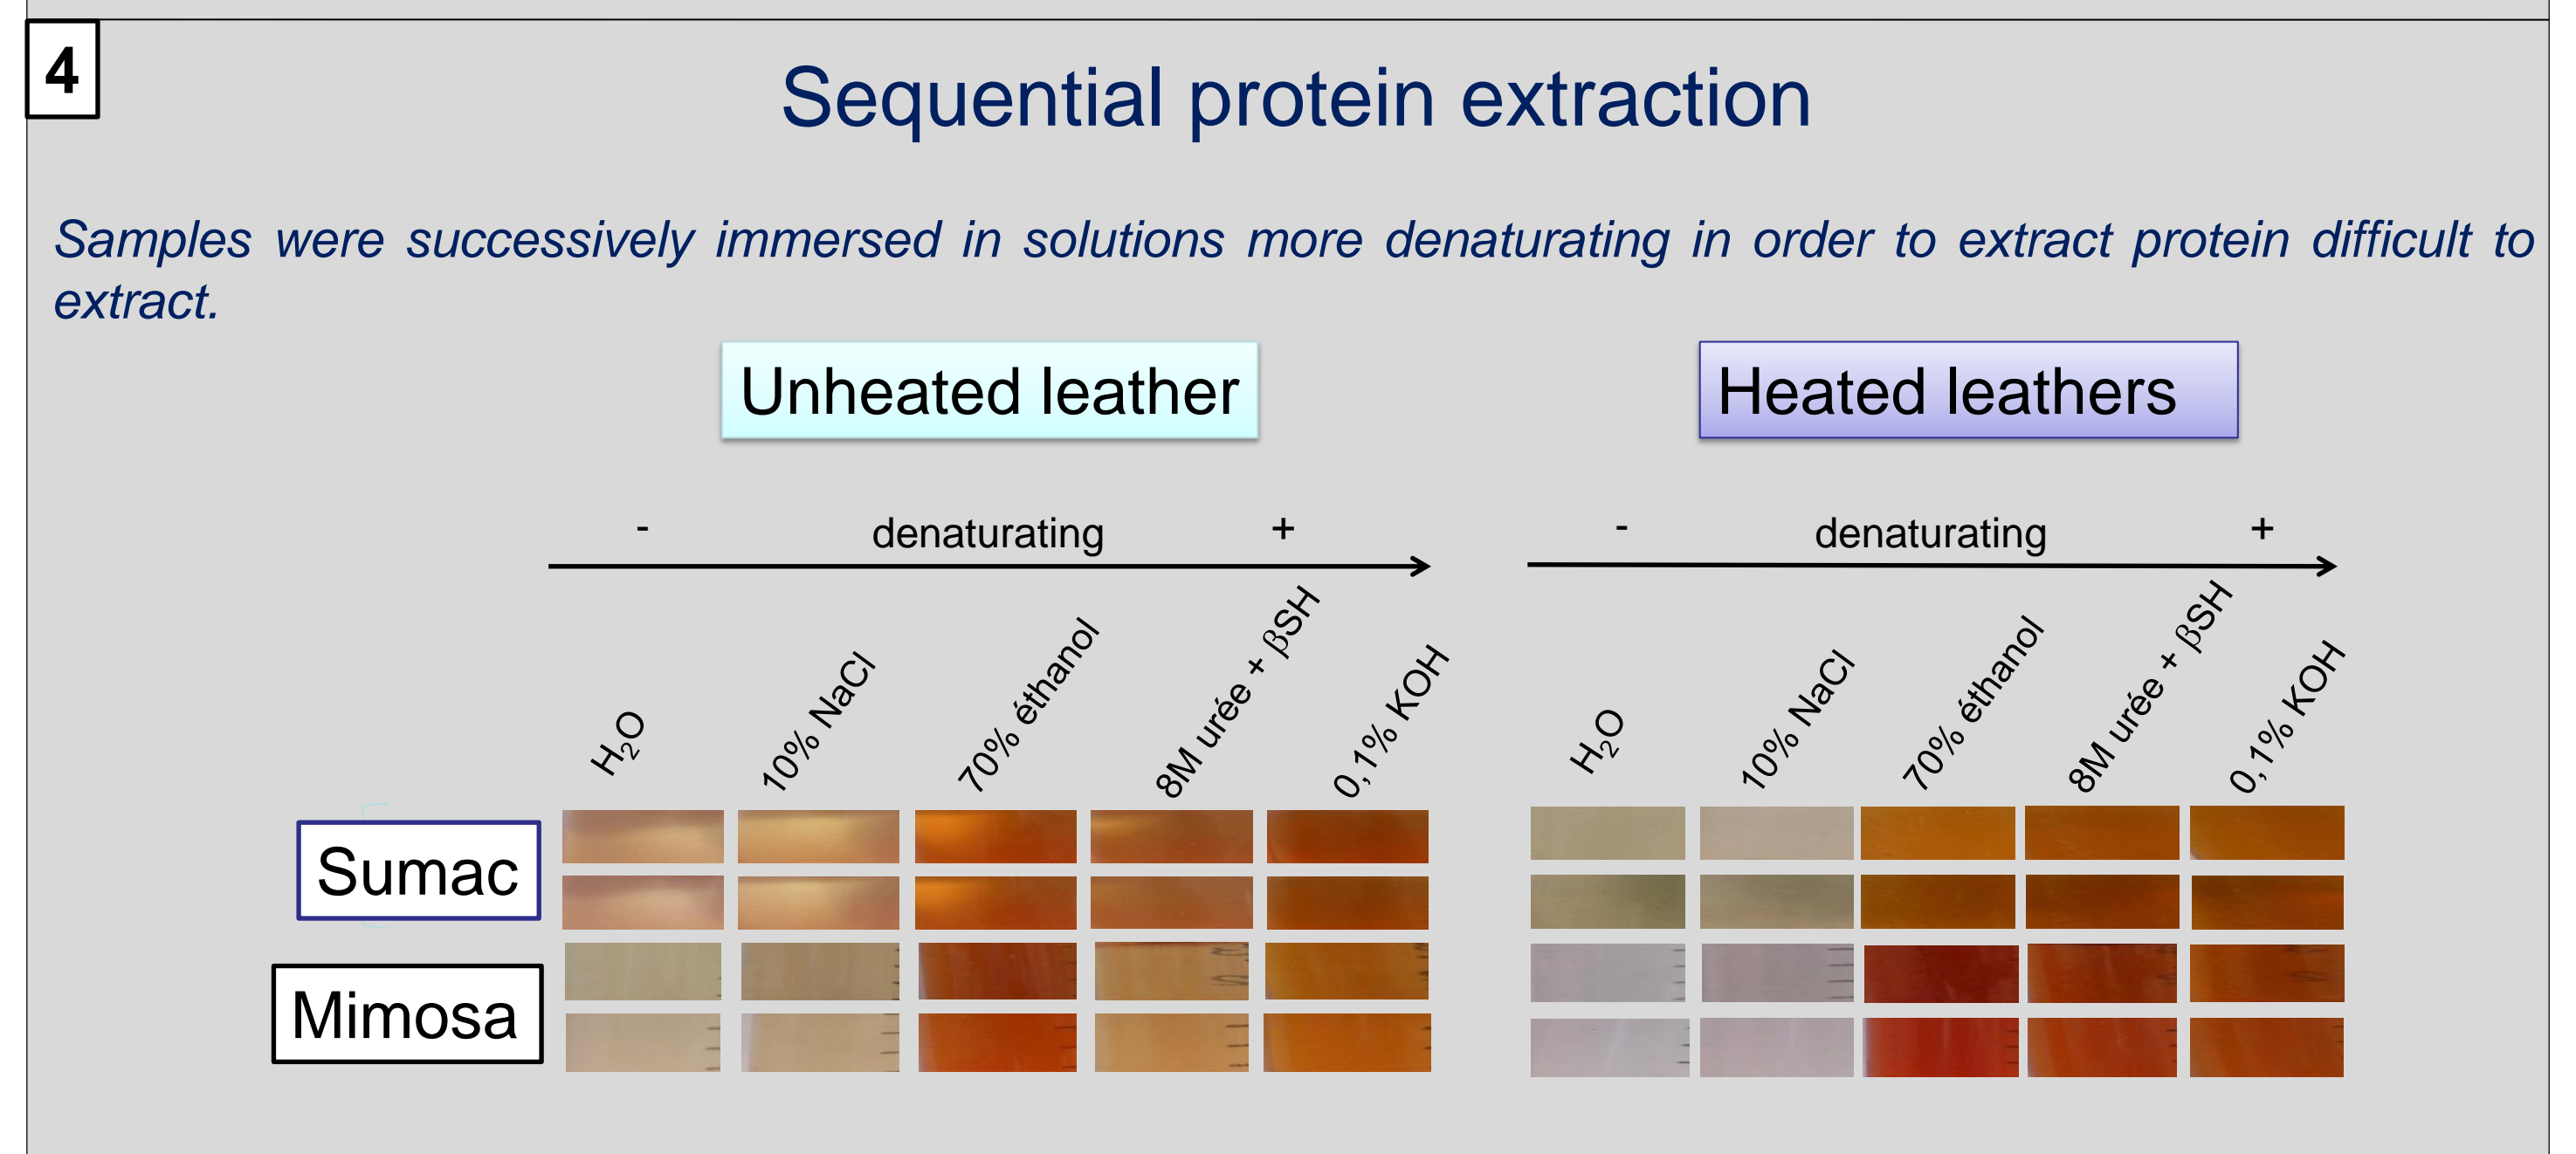 4
Sequential protein extraction
Samples were successively immersed in solutions more denaturating in order to extract protein difficult to
extract.
Unheated leather
Heated leathers
- denaturating +
- denaturating +
H₂O
10% NaCl
70% éthanol
8M urée + βSH
0,1% KOH
H₂O
10% NaCl
70% éthanol
8M urée + βSH
0,1% KOH
Sumac
Mimosa